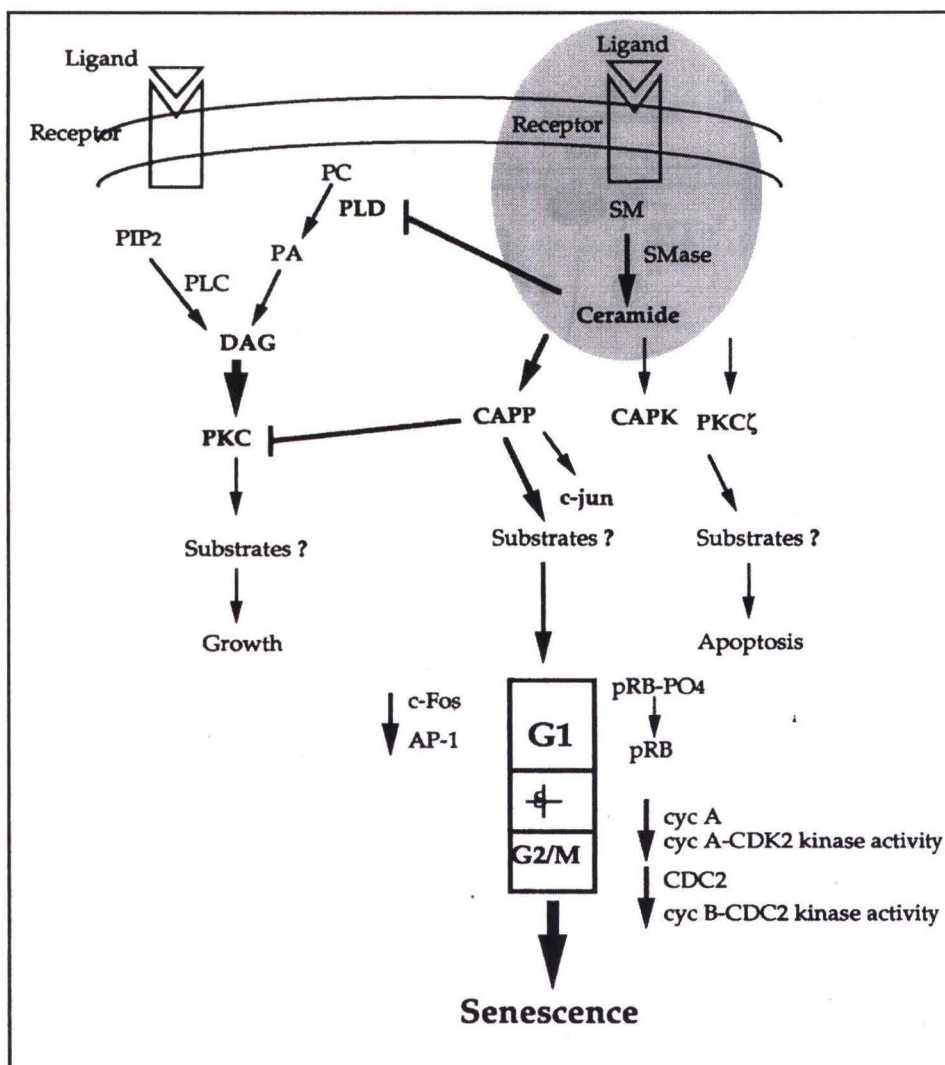 Ligand
Receptor
Ligand
Receptor
PC
PLD
SM
PIP2
PA
SMase
PLC
Ceramide
DAG
PKC
CAPP
CAPK
PKCζ
c-jun
Substrates ?
Substrates ?
Substrates ?
Growth
Apoptosis
c-Fos
AP-1
G1
pRB-PO4
pRB
S
G2/M
cyc A
cyc A-CDK2 kinase activity
CDC2
cyc B-CDC2 kinase activity
Senescence